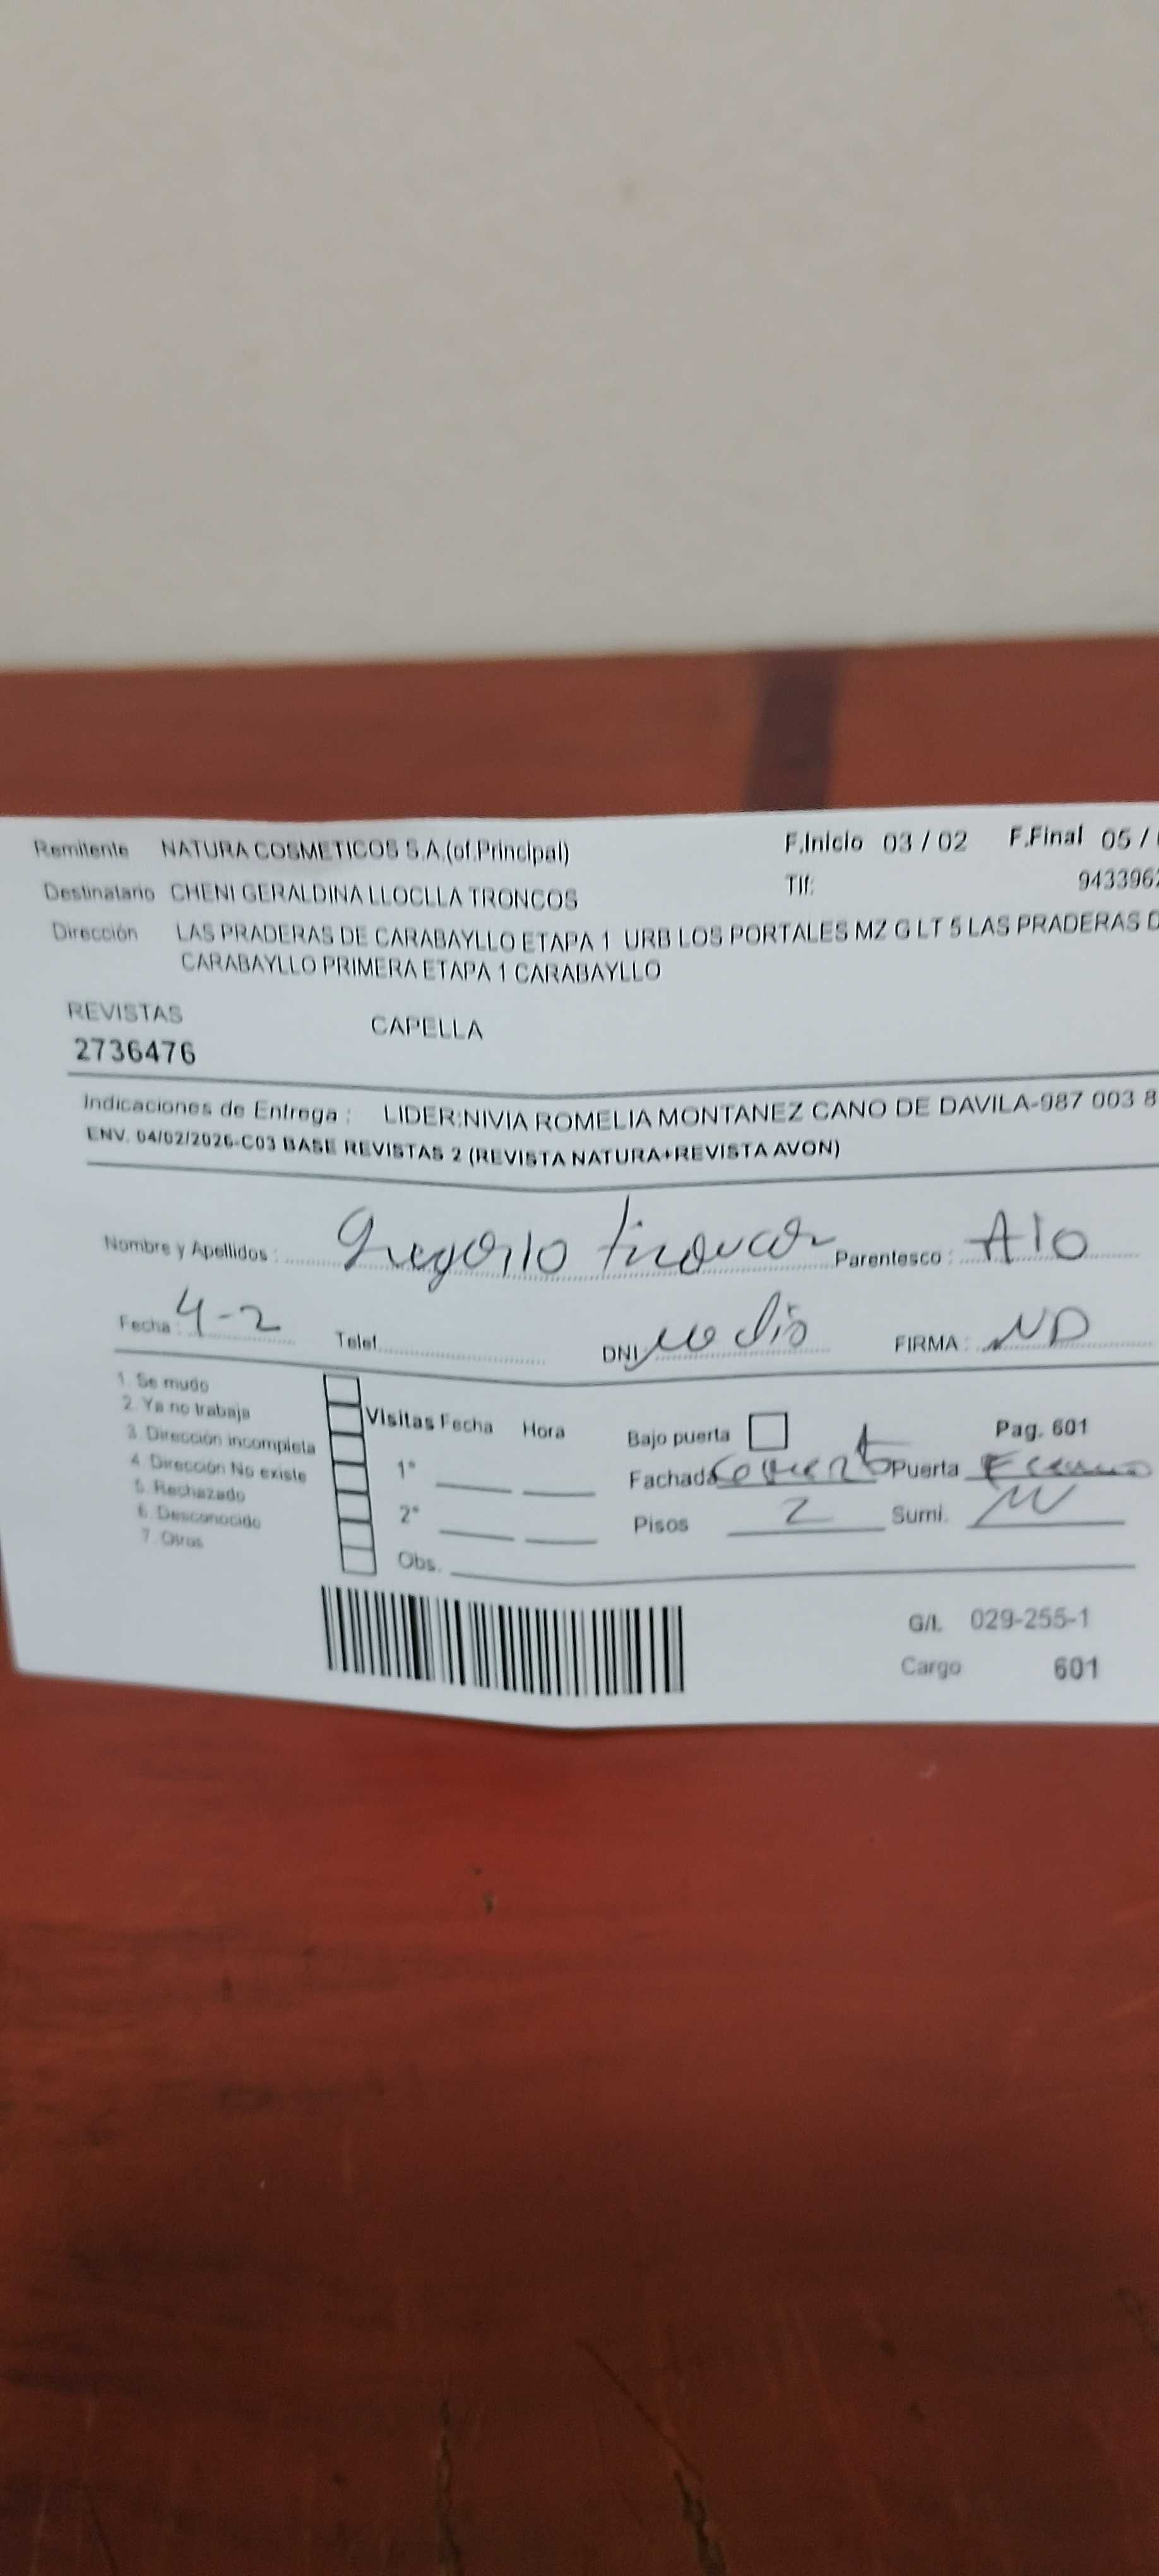 Remitente NATURA COSMETICOS S.A.(of.Principal) F.Inicio 03 / 02 F.Final 05 /
Destinatario CHENI GERALDINA LLOCLLA TRONCOS Tlf: 943396
Dirección LAS PRADERAS DE CARABAYLLO ETAPA 1 URB LOS PORTALES MZ G LT 5 LAS PRADERAS D
CARABAYLLO PRIMERA ETAPA 1 CARABAYLLO
REVISTAS CAPELLA
2736476
Indicaciones de Entrega : LIDER:NIVIA ROMELIA MONTANEZ CANO DE DAVILA-987 003 8
ENV. 04/02/2026-C03 BASE REVISTAS 2 (REVISTA NATURA+REVISTA AVON)
Nombre y Apellidos : Gregorio Parentesco :
Fecha : 4-2 Telef. DNI no dio FIRMA : ND
1. Se mudo
2. Ya no trabaja
3. Dirección incompleta
4. Dirección No existe
5. Rechazado
6. Desconocido
7. Otros
Visitas Fecha Hora
1°
2°
Obs.
Bajo puerta Pag. 601
Fachada Puerta
Pisos 2 Sumi.
G/L 029-255-1
Cargo 601